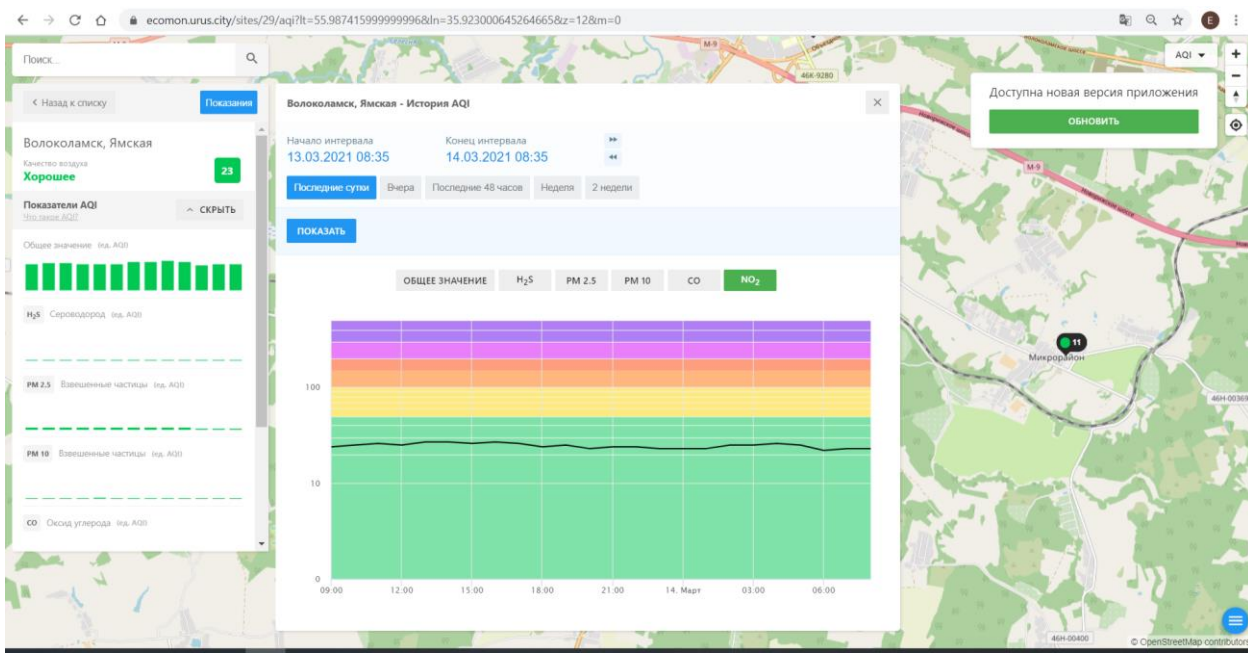 ecomon.urus.city/sites/29/aqi?lt=55.987415999999996&ln=35.923000645264665&z=12&m=0
E
Поиск...
Назад к списку
Показания
Волоколамск, Ямская
Качество воздуха
Хорошее
23
Показатели AQI
Что такое AQI?
СКРЫТЬ
Общее значение (ед. AQI)
H₂S Сероводород (ед. AQI)
PM 2.5 Взвешенные частицы (ед. AQI)
PM 10 Взвешенные частицы (ед. AQI)
CO Оксид углерода (ед. AQI)
Волоколамск, Ямская - История AQI
Начало интервала
13.03.2021 08:35
Конец интервала
14.03.2021 08:35
Последние сутки Вчера Последние 48 часов Неделя 2 недели
ПОКАЗАТЬ
ОБЩЕЕ ЗНАЧЕНИЕ H₂S PM 2.5 PM 10 CO NO₂
100
10
0
09:00 12:00 15:00 18:00 21:00 14. Март 03:00 06:00
AQI
Доступна новая версия приложения
ОБНОВИТЬ
М-9
46К-9280
М-9
11
Микрорайон
46Н-00369
46Н-00400
© OpenStreetMap contributors